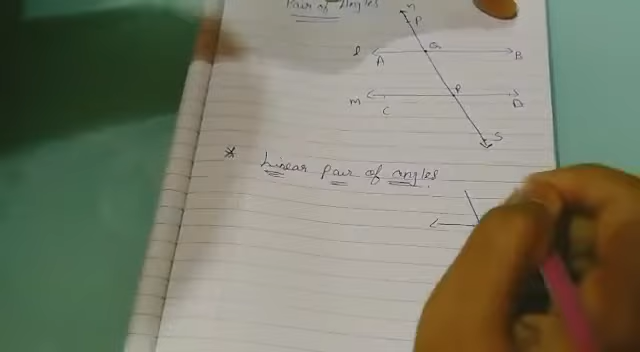 Pair of Angles
n
P
l A G B
m C R D
S
* Linear pair of angles.